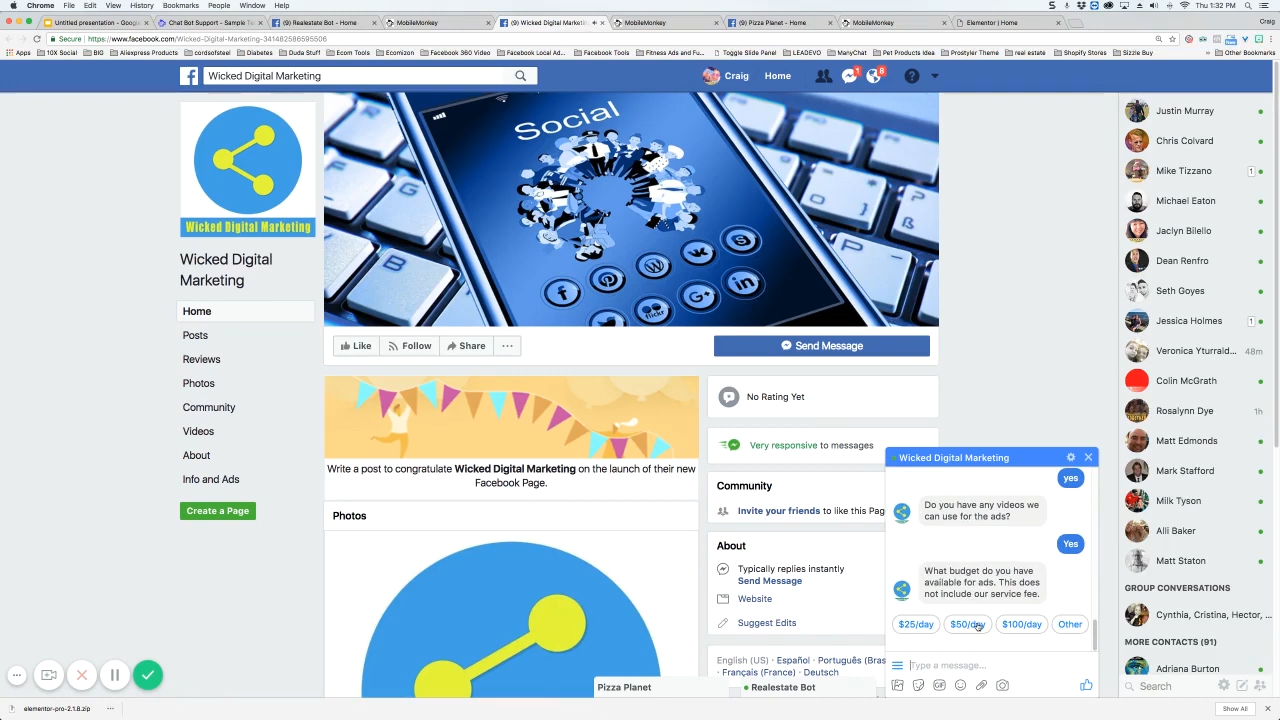 Chrome File Edit View History Bookmarks People Window Help
Thu 1:32 PM
Untitled presentation - Google
Chat Bot Support - Sample Te
(9) Realestate Bot - Home
MobileMonkey
(9) Wicked Digital Marketin
MobileMonkey
(9) Pizza Planet - Home
MobileMonkey
Elementor | Home
Craig
Secure https://www.facebook.com/Wicked-Digital-Marketing-341482586595506
Apps 10X Social BIG Aliexpress Products cordsofsteel Diabetes Duda Stuff Ecom Tools Ecomizon Facebook 360 Video Facebook Local Ad... Facebook Tools Fitness Ads and Fu... Toggle Slide Panel LEADEVO ManyChat Pet Products Idea Prostyler Theme real estate Shopify Stores Sizzle Buy Other Bookmarks
Wicked Digital Marketing
Craig Home
1
8
Wicked Digital Marketing
Wicked Digital
Marketing
Home
Posts
Reviews
Photos
Community
Videos
About
Info and Ads
Create a Page
Social
Like Follow Share
Send Message
Write a post to congratulate Wicked Digital Marketing on the launch of their new
Facebook Page.
Photos
No Rating Yet
Very responsive to messages
Community
Invite your friends to like this Pag
About
Typically replies instantly
Send Message
Website
Suggest Edits
English (US) · Español · Português (Bras
Français (France) · Deutsch
Wicked Digital Marketing
yes
Do you have any videos we
can use for the ads?
Yes
What budget do you have
available for ads. This does
not include our service fee.
$25/day $50/day $100/day Other
Type a message...
Pizza Planet
Realestate Bot
Justin Murray
Chris Coivard
Mike Tizzano 1
Michael Eaton
Jaclyn Bilello
Dean Renfro
Seth Goyes
Jessica Holmes 1
Veronica Yturrald... 48m
Colin McGrath
Rosalynn Dye 1h
Matt Edmonds
Mark Stafford
Milk Tyson
Alli Baker
Matt Staton
GROUP CONVERSATIONS
Cynthia, Cristina, Hector, ...
MORE CONTACTS (91)
Adriana Burton
Search
elementor-pro-2.1.8.zip
Show All